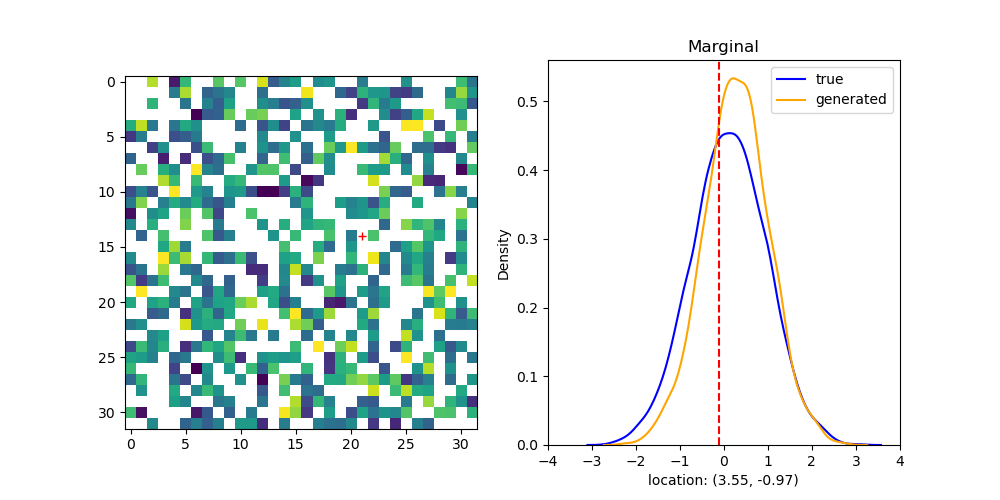 Marginal
true
generated
0
5
10
15
20
25
30
0 5 10 15 20 25 30
Density
0.5
0.4
0.3
0.2
0.1
0.0
−4 −3 −2 −1 0 1 2 3 4
location: (3.55, -0.97)